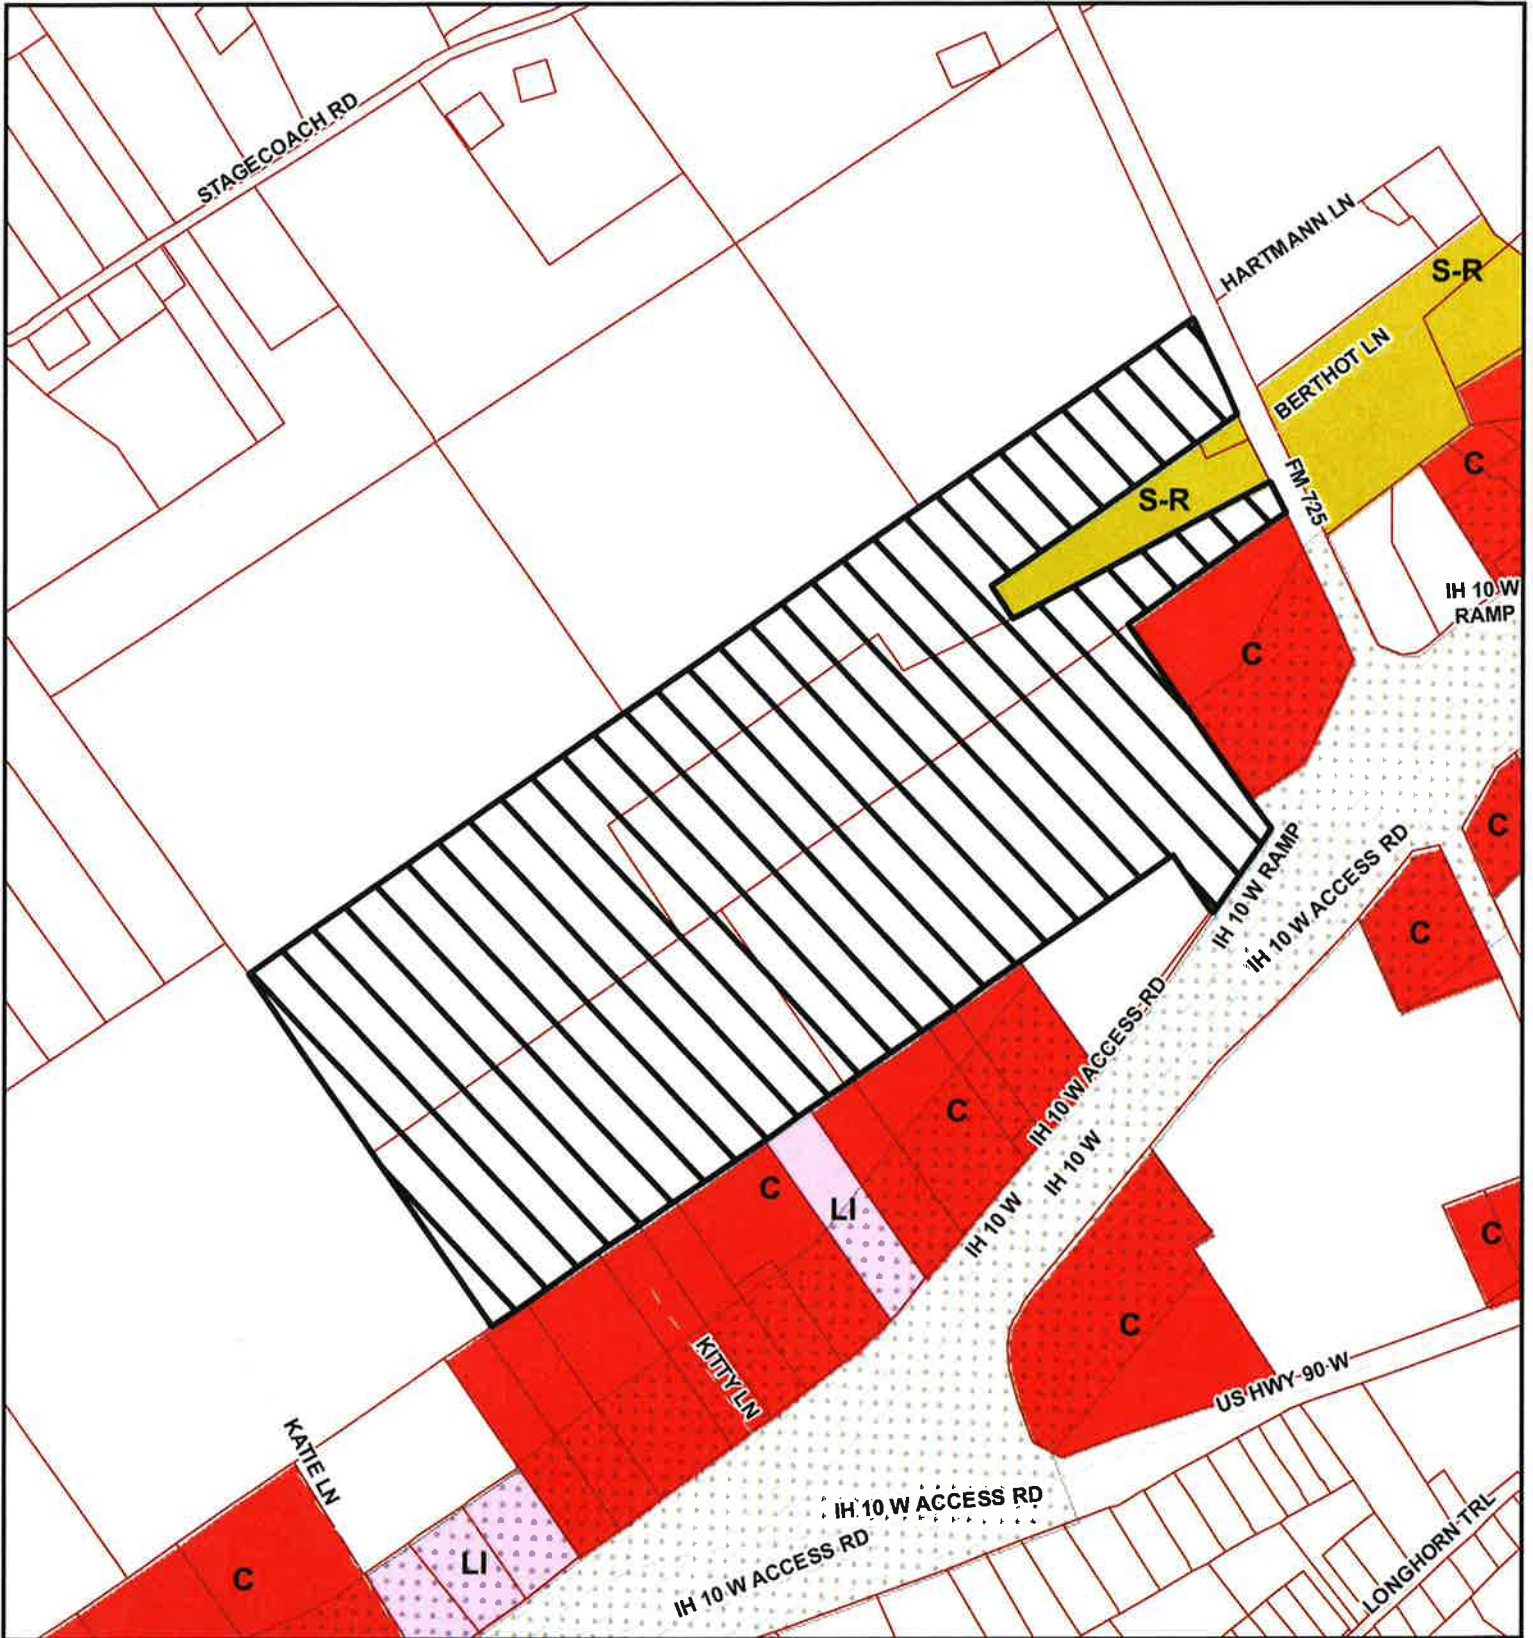 STAGECOACH RD
HARTMANN LN
S-R
BERTHOT LN
C
FM 725
S-R
IH 10 W
RAMP
C
C
IH 10 W RAMP
IH 10 W ACCESS RD
C
IH 10 W ACCESS RD
C
IH 10 W
C
LI
IH 10 W
C
C
KITTY LN
US HWY 90 W
KATIE LN
IH 10 W ACCESS RD
IH 10 W ACCESS RD
LONGHORN TRL
LI
C